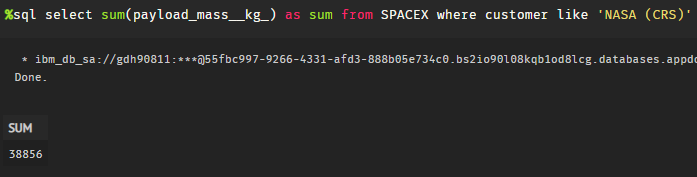 %sql select sum(payload_mass__kg_) as sum from SPACEX where customer like 'NASA (CRS)'
* ibm_db_sa://gdh90811:***@55fbc997-9266-4331-afd3-888b05e734c0.bs2io90l08kqb1od8lcg.databases.appdo
Done.
SUM
38856